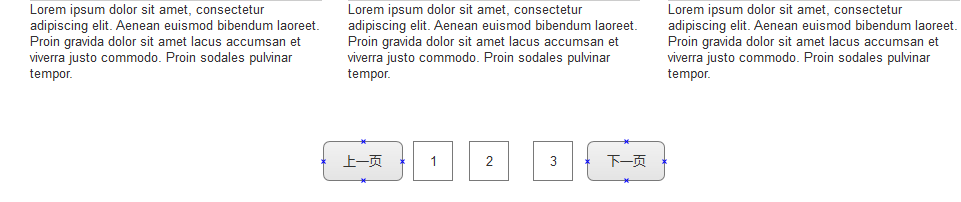 Lorem ipsum dolor sit amet, consectetur
adipiscing elit. Aenean euismod bibendum laoreet.
Proin gravida dolor sit amet lacus accumsan et
viverra justo commodo. Proin sodales pulvinar
tempor.
Lorem ipsum dolor sit amet, consectetur
adipiscing elit. Aenean euismod bibendum laoreet.
Proin gravida dolor sit amet lacus accumsan et
viverra justo commodo. Proin sodales pulvinar
tempor.
Lorem ipsum dolor sit amet, consectetur
adipiscing elit. Aenean euismod bibendum laoreet.
Proin gravida dolor sit amet lacus accumsan et
viverra justo commodo. Proin sodales pulvinar
tempor.
上一页 1 2 3 下一页